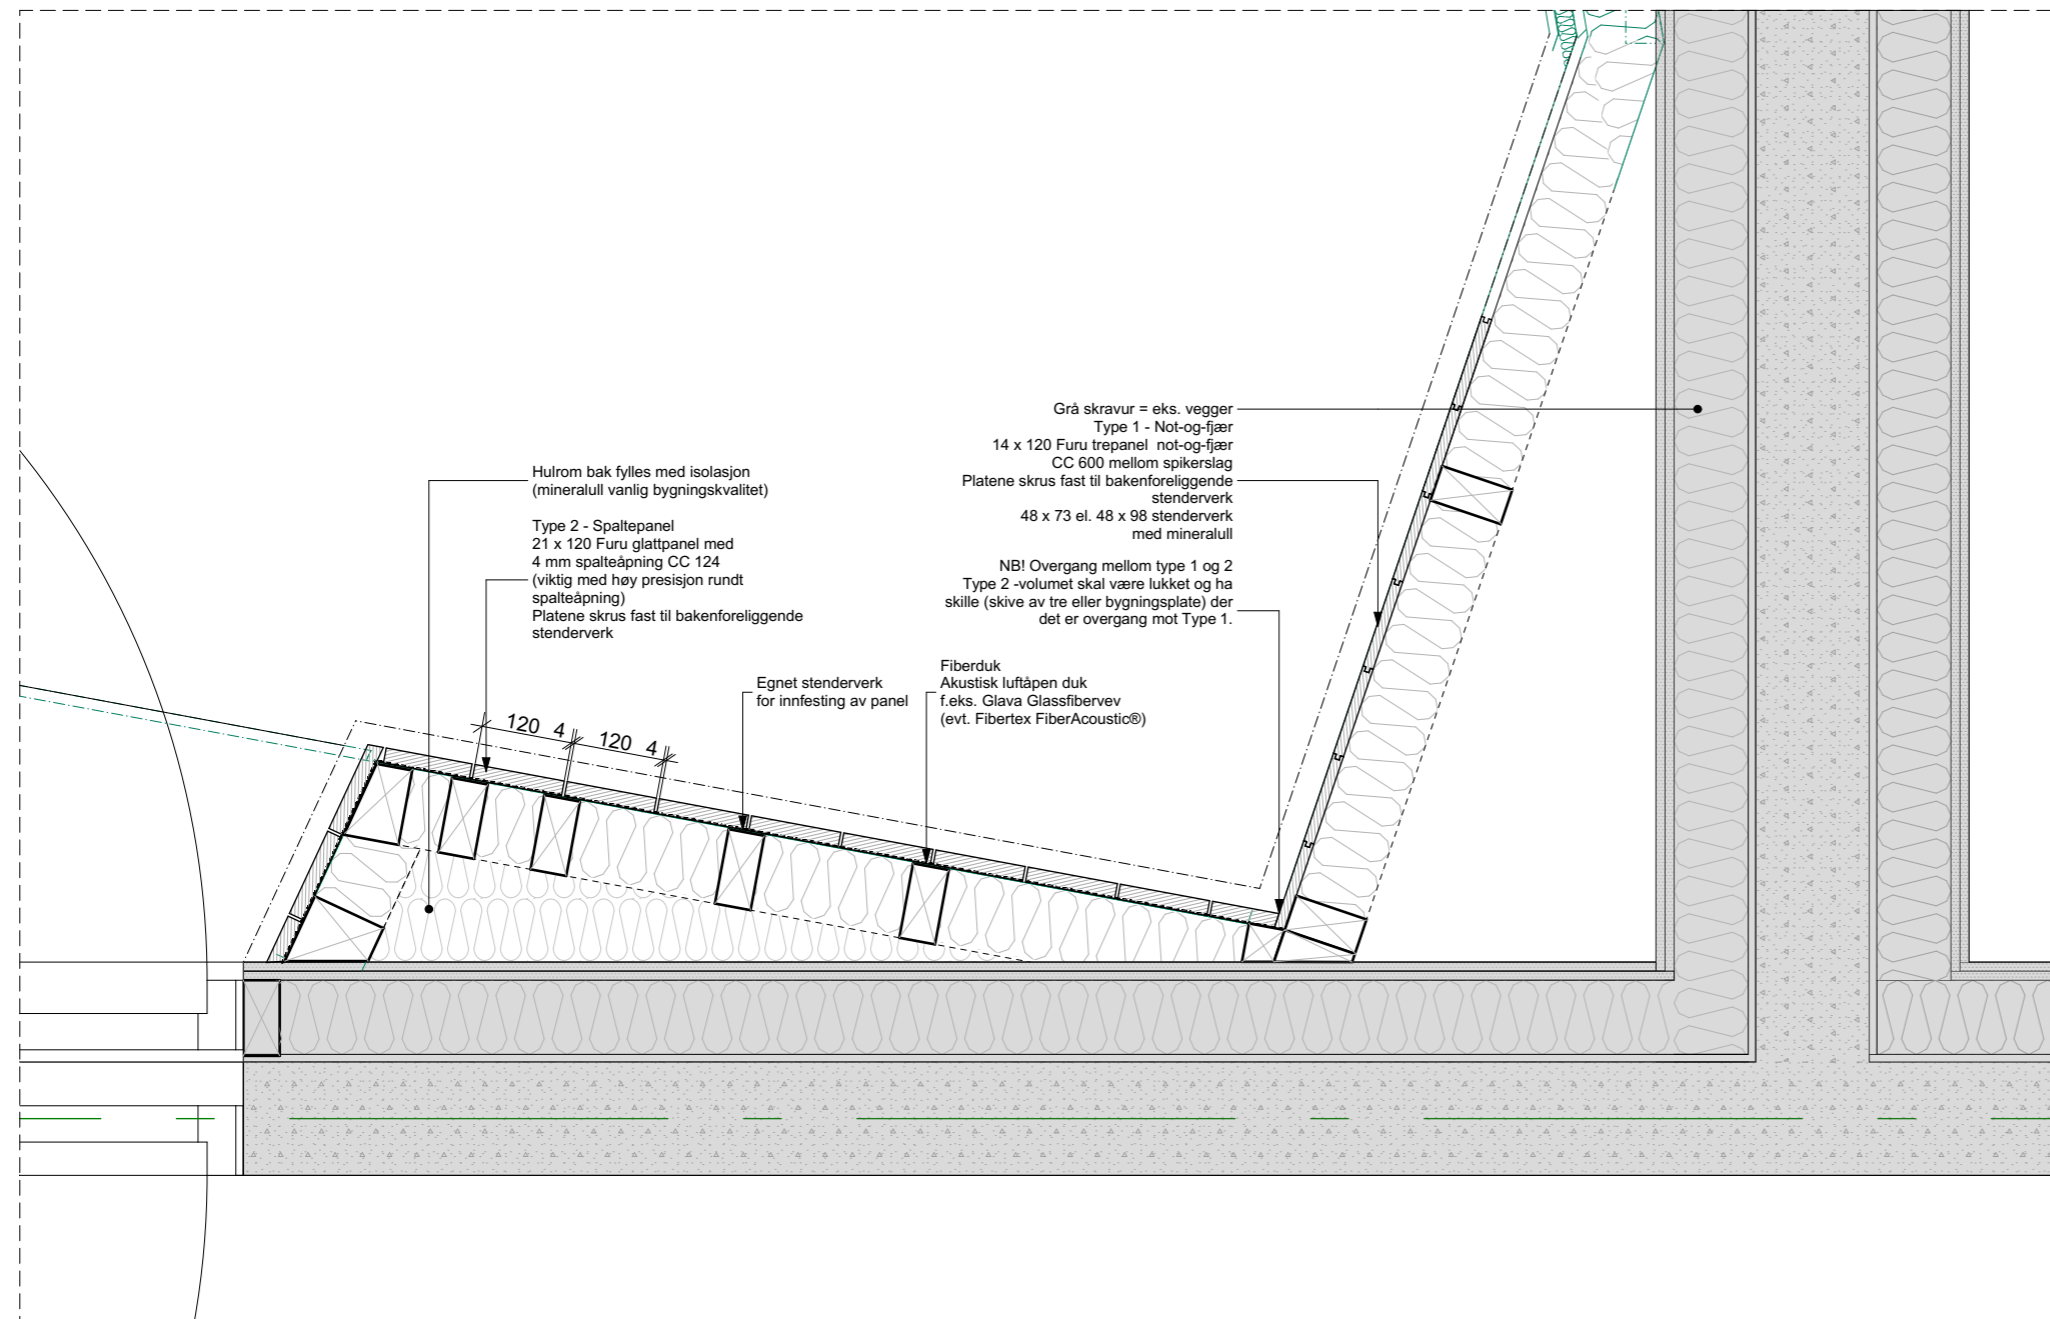 Grå skravur = eks. vegger
Type 1 - Not-og-fjær
14 x 120 Furu trepanel not-og-fjær
CC 600 mellom spikerslag
Platene skrus fast til bakenforeliggende
stenderverk
48 x 73 el. 48 x 98 stenderverk
med mineralull
NB! Overgang mellom type 1 og 2
Type 2 -volumet skal være lukket og ha
skille (skive av tre eller bygningsplate) der
det er overgang mot Type 1.
Hulrom bak fylles med isolasjon
(mineralull vanlig bygningskvalitet)
Type 2 - Spaltepanel
21 x 120 Furu glattpanel med
4 mm spalteåpning CC 124
(viktig med høy presisjon rundt
spalteåpning)
Platene skrus fast til bakenforeliggende
stenderverk
Egnet stenderverk
for innfesting av panel
Fiberduk
Akustisk luftåpen duk
f.eks. Glava Glassfibervev
(evt. Fibertex FiberAcoustic®)
120 4 120 4